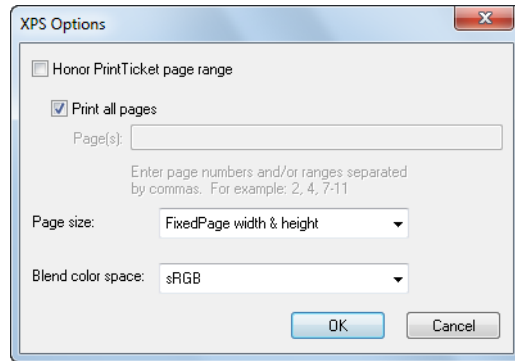 XPS Options
Honor PrintTicket page range
Print all pages
Page(s):
Enter page numbers and/or ranges separated
by commas. For example: 2, 4, 7-11
Page size: FixedPage width & height
Blend color space: sRGB
OK Cancel